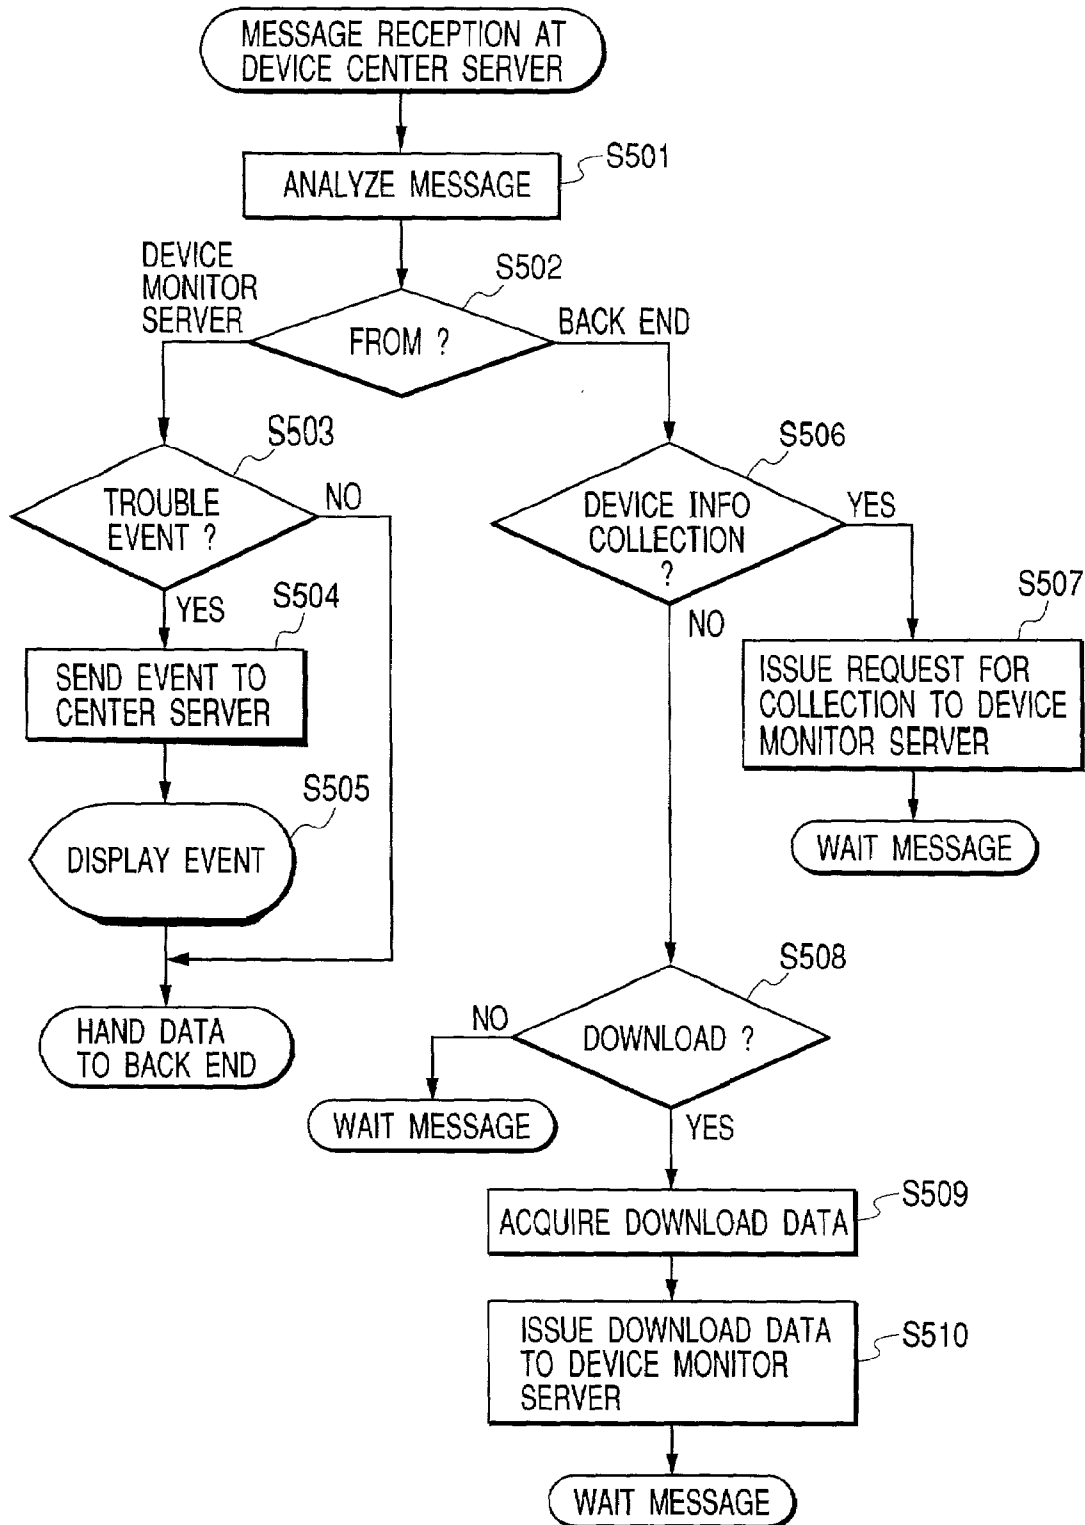 MESSAGE RECEPTION AT
DEVICE CENTER SERVER
S501
ANALYZE MESSAGE
DEVICE
MONITOR
SERVER
S502
FROM ?
BACK END
S503
TROUBLE
EVENT ?
NO
YES
S504
SEND EVENT TO
CENTER SERVER
S505
DISPLAY EVENT
HAND DATA
TO BACK END
S506
DEVICE INFO
COLLECTION
?
YES
NO
S507
ISSUE REQUEST FOR
COLLECTION TO DEVICE
MONITOR SERVER
WAIT MESSAGE
S508
DOWNLOAD ?
NO
WAIT MESSAGE
YES
S509
ACQUIRE DOWNLOAD DATA
S510
ISSUE DOWNLOAD DATA
TO DEVICE MONITOR
SERVER
WAIT MESSAGE